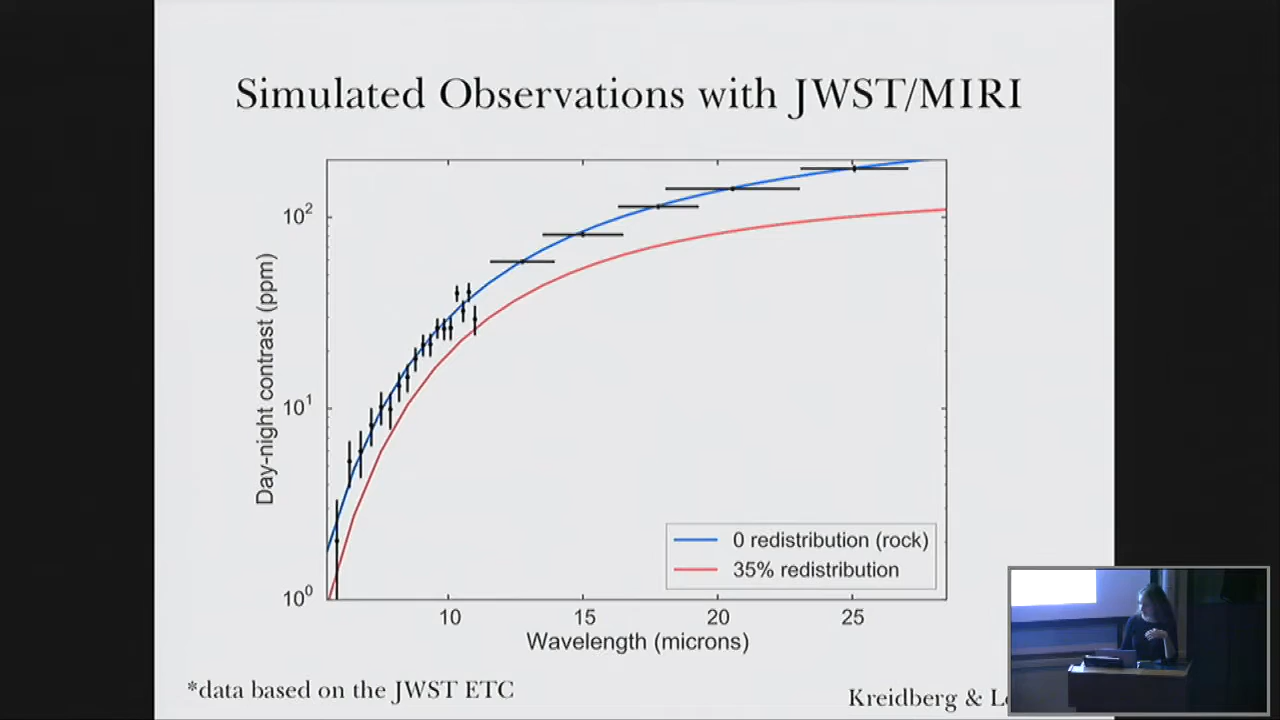 Simulated Observations with JWST/MIRI
Day-night contrast (ppm)
10²
10¹
10⁰
0 redistribution (rock)
35% redistribution
10 15 20 25
Wavelength (microns)
*data based on the JWST ETC
Kreidberg &